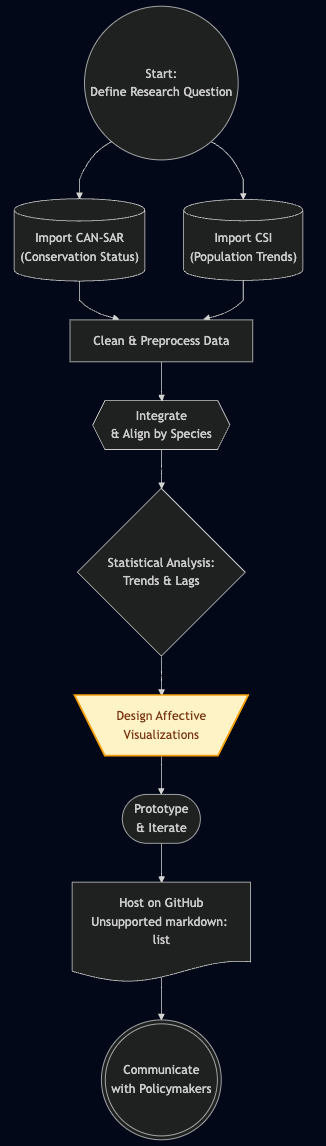 Start:
Define Research Question
Import CAN-SAR
(Conservation Status)
Import CSI
(Population Trends)
Clean & Preprocess Data
Integrate
& Align by Species
Statistical Analysis:
Trends & Lags
Design Affective
Visualizations
Prototype
& Iterate
Host on GitHub
Unsupported markdown:
list
Communicate
with Policymakers